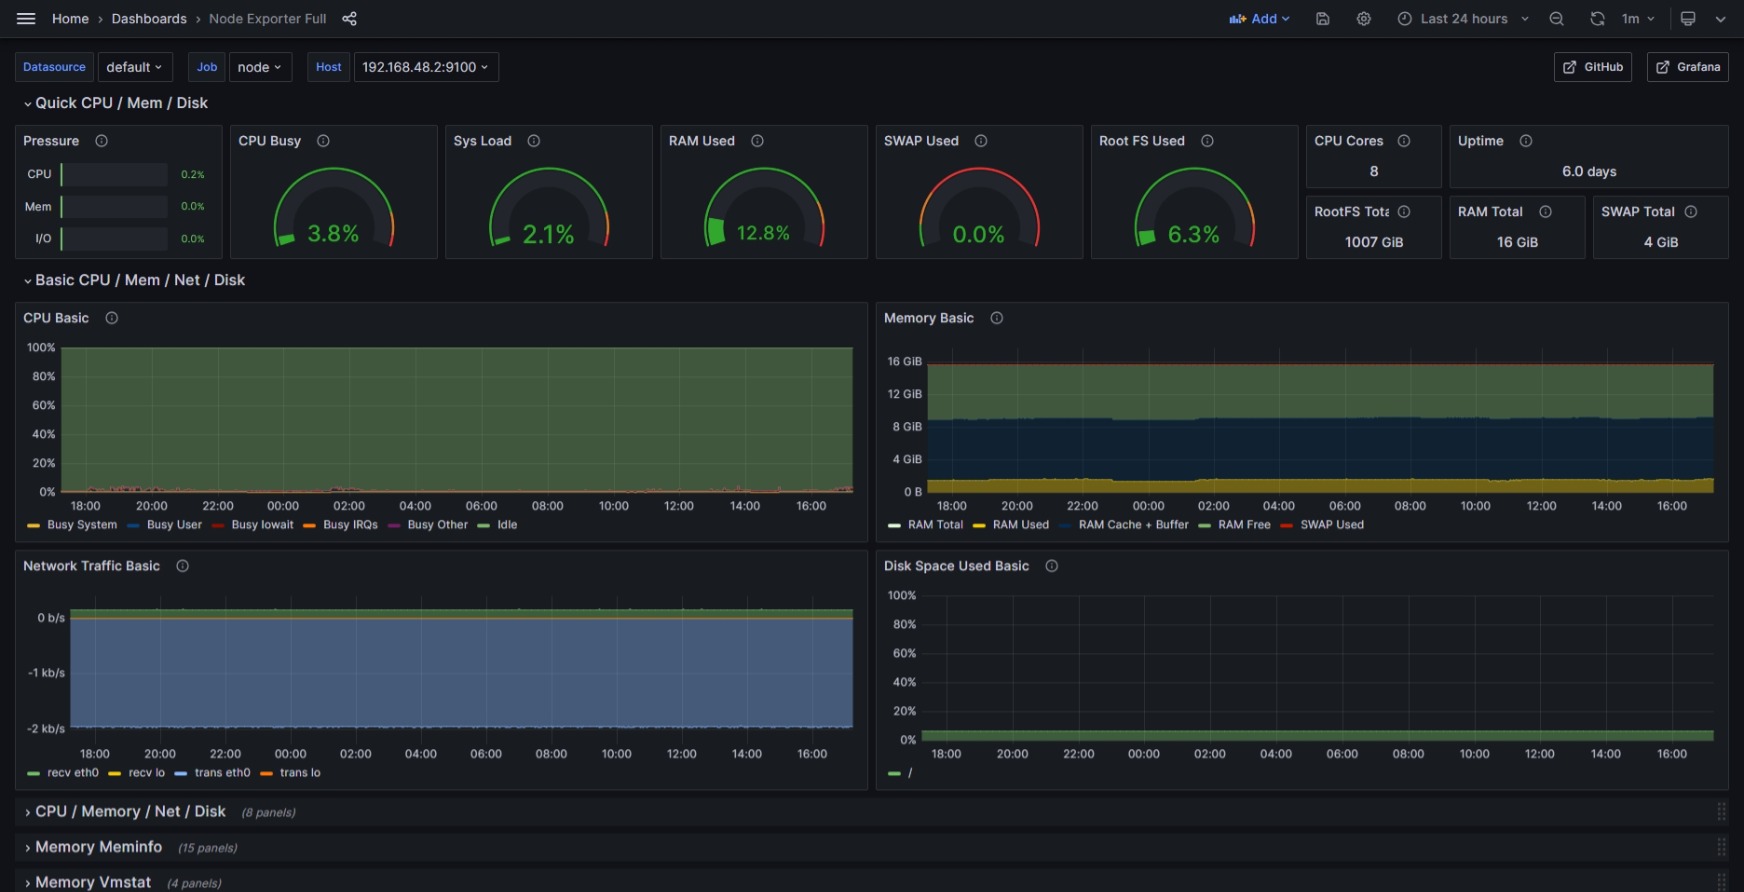 Home › Dashboards › Node Exporter Full
Add
Last 24 hours
1m
Datasource default Job node Host 192.168.48.2:9100
GitHub Grafana
Quick CPU / Mem / Disk
Pressure
CPU 0.2%
Mem 0.0%
I/O 0.0%
CPU Busy
3.8%
Sys Load
2.1%
RAM Used
12.8%
SWAP Used
0.0%
Root FS Used
6.3%
CPU Cores
8
Uptime
6.0 days
RootFS Tota
1007 GiB
RAM Total
16 GiB
SWAP Total
4 GiB
Basic CPU / Mem / Net / Disk
CPU Basic
100%
80%
60%
40%
20%
0%
18:00 20:00 22:00 00:00 02:00 04:00 06:00 08:00 10:00 12:00 14:00 16:00
Busy System Busy User Busy Iowait Busy IRQs Busy Other Idle
Memory Basic
16 GiB
12 GiB
8 GiB
4 GiB
0 B
18:00 20:00 22:00 00:00 02:00 04:00 06:00 08:00 10:00 12:00 14:00 16:00
RAM Total RAM Used RAM Cache + Buffer RAM Free SWAP Used
Network Traffic Basic
0 b/s
-1 kb/s
-2 kb/s
18:00 20:00 22:00 00:00 02:00 04:00 06:00 08:00 10:00 12:00 14:00 16:00
recv eth0 recv lo trans eth0 trans lo
Disk Space Used Basic
100%
80%
60%
40%
20%
0%
18:00 20:00 22:00 00:00 02:00 04:00 06:00 08:00 10:00 12:00 14:00 16:00
/
CPU / Memory / Net / Disk (8 panels)
Memory Meminfo (15 panels)
Memory Vmstat (4 panels)